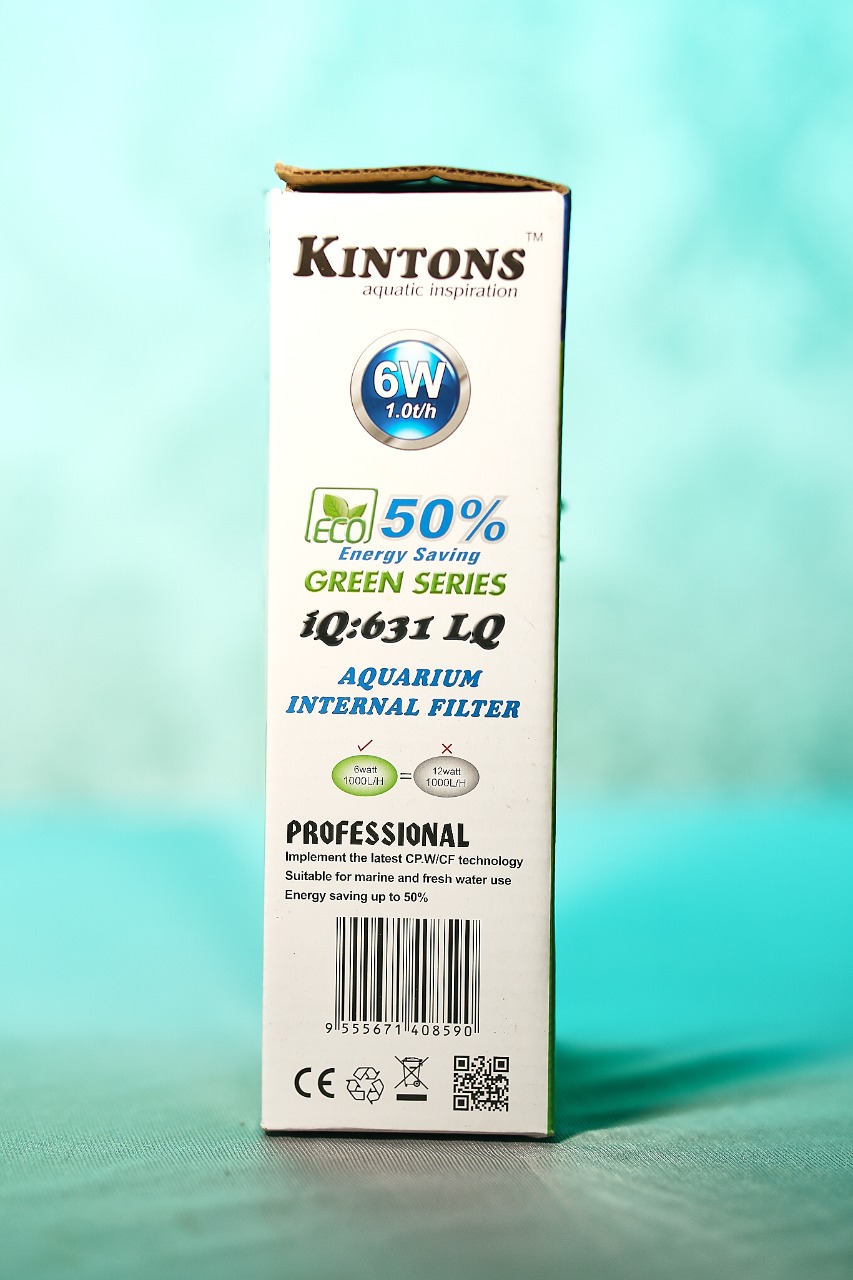 KINTONS™
aquatic inspiration
6W
1.0t/h
ECO 50%
Energy Saving
GREEN SERIES
iQ:631 LQ
AQUARIUM
INTERNAL FILTER
6watt 1000L/H = 12watt 1000L/H
PROFESSIONAL
Implement the latest CP.W/CF technology
Suitable for marine and fresh water use
Energy saving up to 50%
9 555671 408590
CE